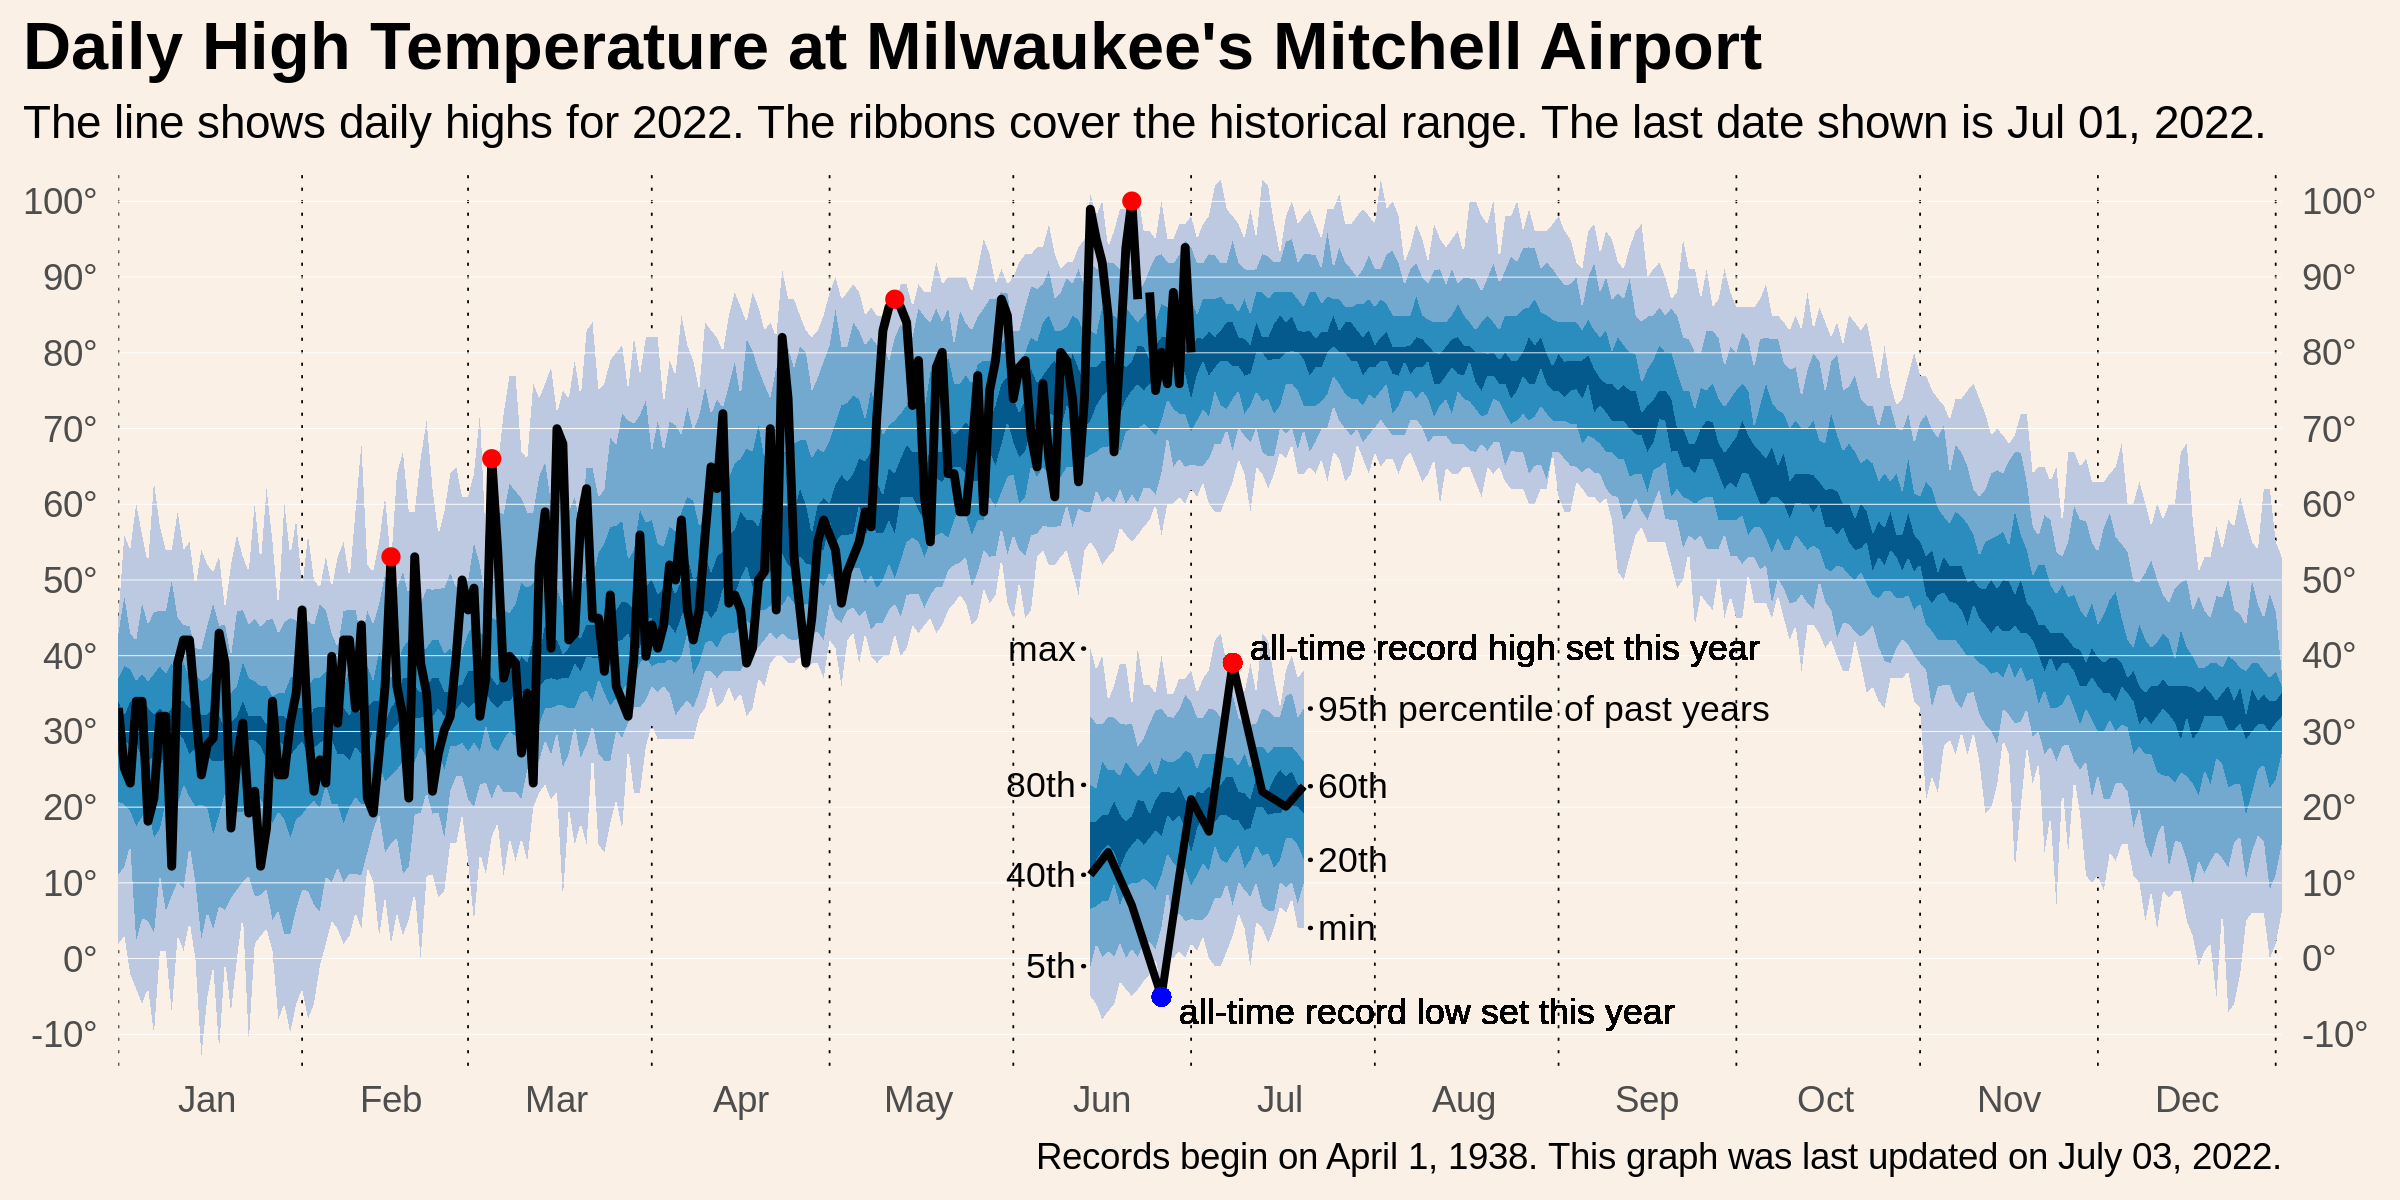 Daily High Temperature at Milwaukee's Mitchell Airport
The line shows daily highs for 2022. The ribbons cover the historical range. The last date shown is Jul 01, 2022.
100° 100°
90° 90°
80° 80°
70° 70°
60° 60°
50° 50°
40° 40°
30° 30°
20° 20°
10° 10°
0° 0°
-10° -10°
max
all-time record high set this year
95th percentile of past years
80th
60th
40th
20th
min
5th
all-time record low set this year
Jan Feb Mar Apr May Jun Jul Aug Sep Oct Nov Dec
Records begin on April 1, 1938. This graph was last updated on July 03, 2022.